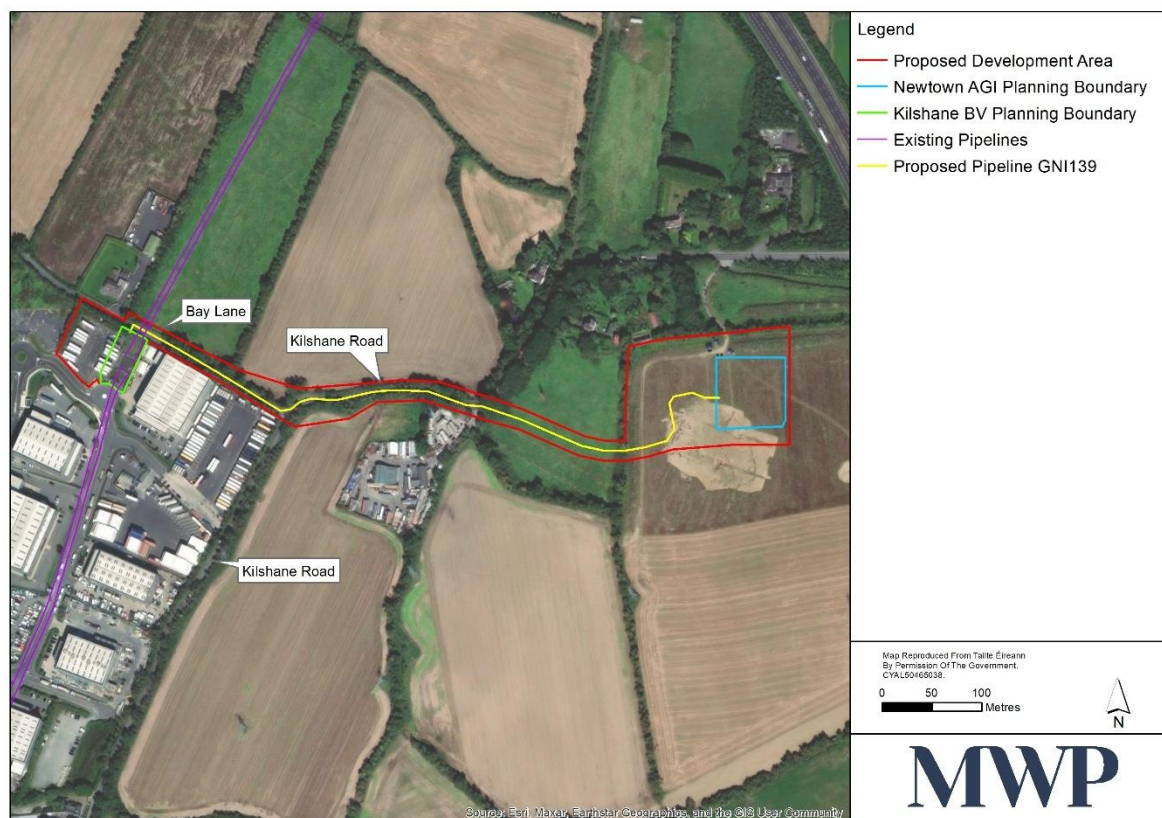 Legend
Proposed Development Area
Newtown AGI Planning Boundary
Kilshane BV Planning Boundary
Existing Pipelines
Proposed Pipeline GNI139
Bay Lane
Kilshane Road
Kilshane Road
Map Reproduced From Tailte Éireann
By Permission Of The Government.
CYAL50465038.
0 50 100
Metres
N
Source: Esri, Maxar, Earthstar Geographics, and the GIS User Community
MWP